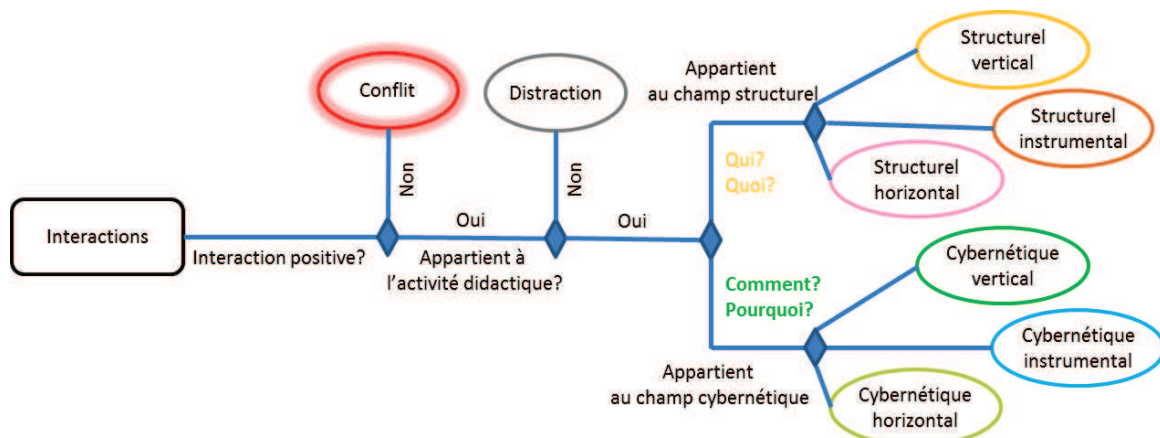 Interactions
Interaction positive?
Conflit
Non
Oui
Appartient à
l'activité didactique?
Distraction
Non
Oui
Qui?
Quoi?
Appartient
au champ structurel
Structurel
vertical
Structurel
instrumental
Structurel
horizontal
Comment?
Pourquoi?
Appartient
au champ cybernétique
Cybernétique
vertical
Cybernétique
instrumental
Cybernétique
horizontal